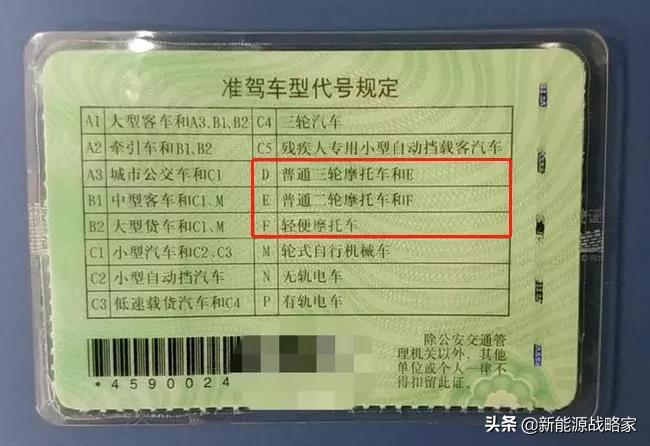 准驾车型代号规定
A1 大型客车和A3、B1、B2 C4 三轮汽车
A2 牵引车和B1、B2 C5 残疾人专用小型自动挡载客汽车
A3 城市公交车和C1 D 普通三轮摩托车和E
B1 中型客车和C1、M E 普通二轮摩托车和F
B2 大型货车和C1、M F 轻便摩托车
C1 小型汽车和C2、C3 M 轮式自行机械车
C2 小型自动挡汽车 N 无轨电车
C3 低速载货汽车和C4 P 有轨电车
*4590024
除公安交通管
理机关以外，其他
单位或个人一律不
得扣留此证。
头条 @新能源战略家